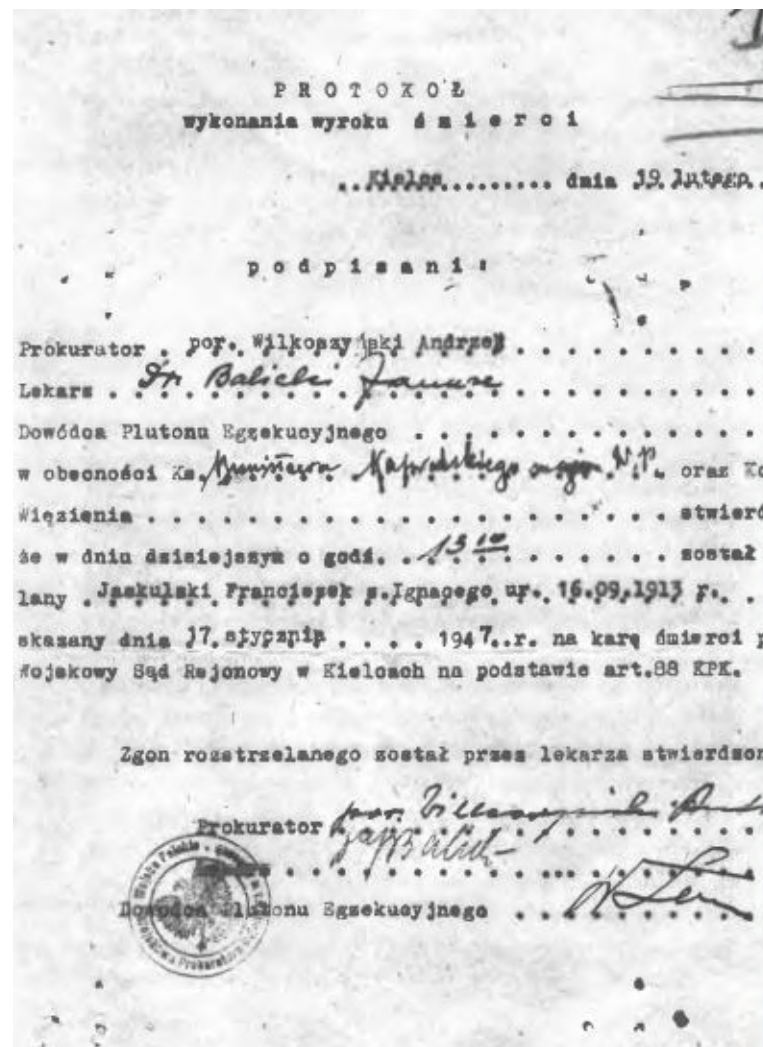 PROTOKOŁ
wykonania wyroku śmierci
Kielce dnia 19 lutego
podpisani:
Prokurator por. Wilkoszyński Andrzej
Lekarz Dr Balicki Janusz
Dowódca Plutonu Egzekucyjnego
w obecności Ks. W.P. oraz Ko
Więzienia stwierd
że w dniu dzisiejszym o godz. 13 10 został
lany Jaskulski Franciszek s.Ignacego ur. 16.09.1913 r.
skazany dnia 17 stycznia 1947 r. na karę śmierci p
Wojskowy Sąd Rejonowy w Kielcach na podstawie art.88 KPK.
Zgon rozstrzelanego został przez lekarza stwierdzon
Prokurator por.
Dowódca Plutonu Egzekucyjnego